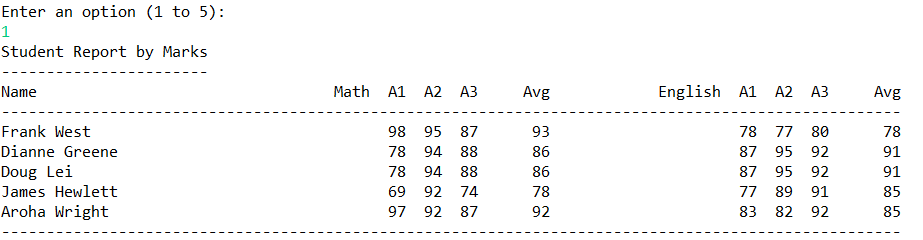 Enter an option (1 to 5):
1
Student Report by Marks
-----------------------
Name                                 Math  A1  A2  A3     Avg            English  A1  A2  A3     Avg
----------------------------------------------------------------------------------------------------
Frank West                                 98  95  87     93                      78  77  80      78
Dianne Greene                              78  94  88     86                      87  95  92      91
Doug Lei                                   78  94  88     86                      87  95  92      91
James Hewlett                              69  92  74     78                      77  89  91      85
Aroha Wright                               97  92  87     92                      83  82  92      85
----------------------------------------------------------------------------------------------------